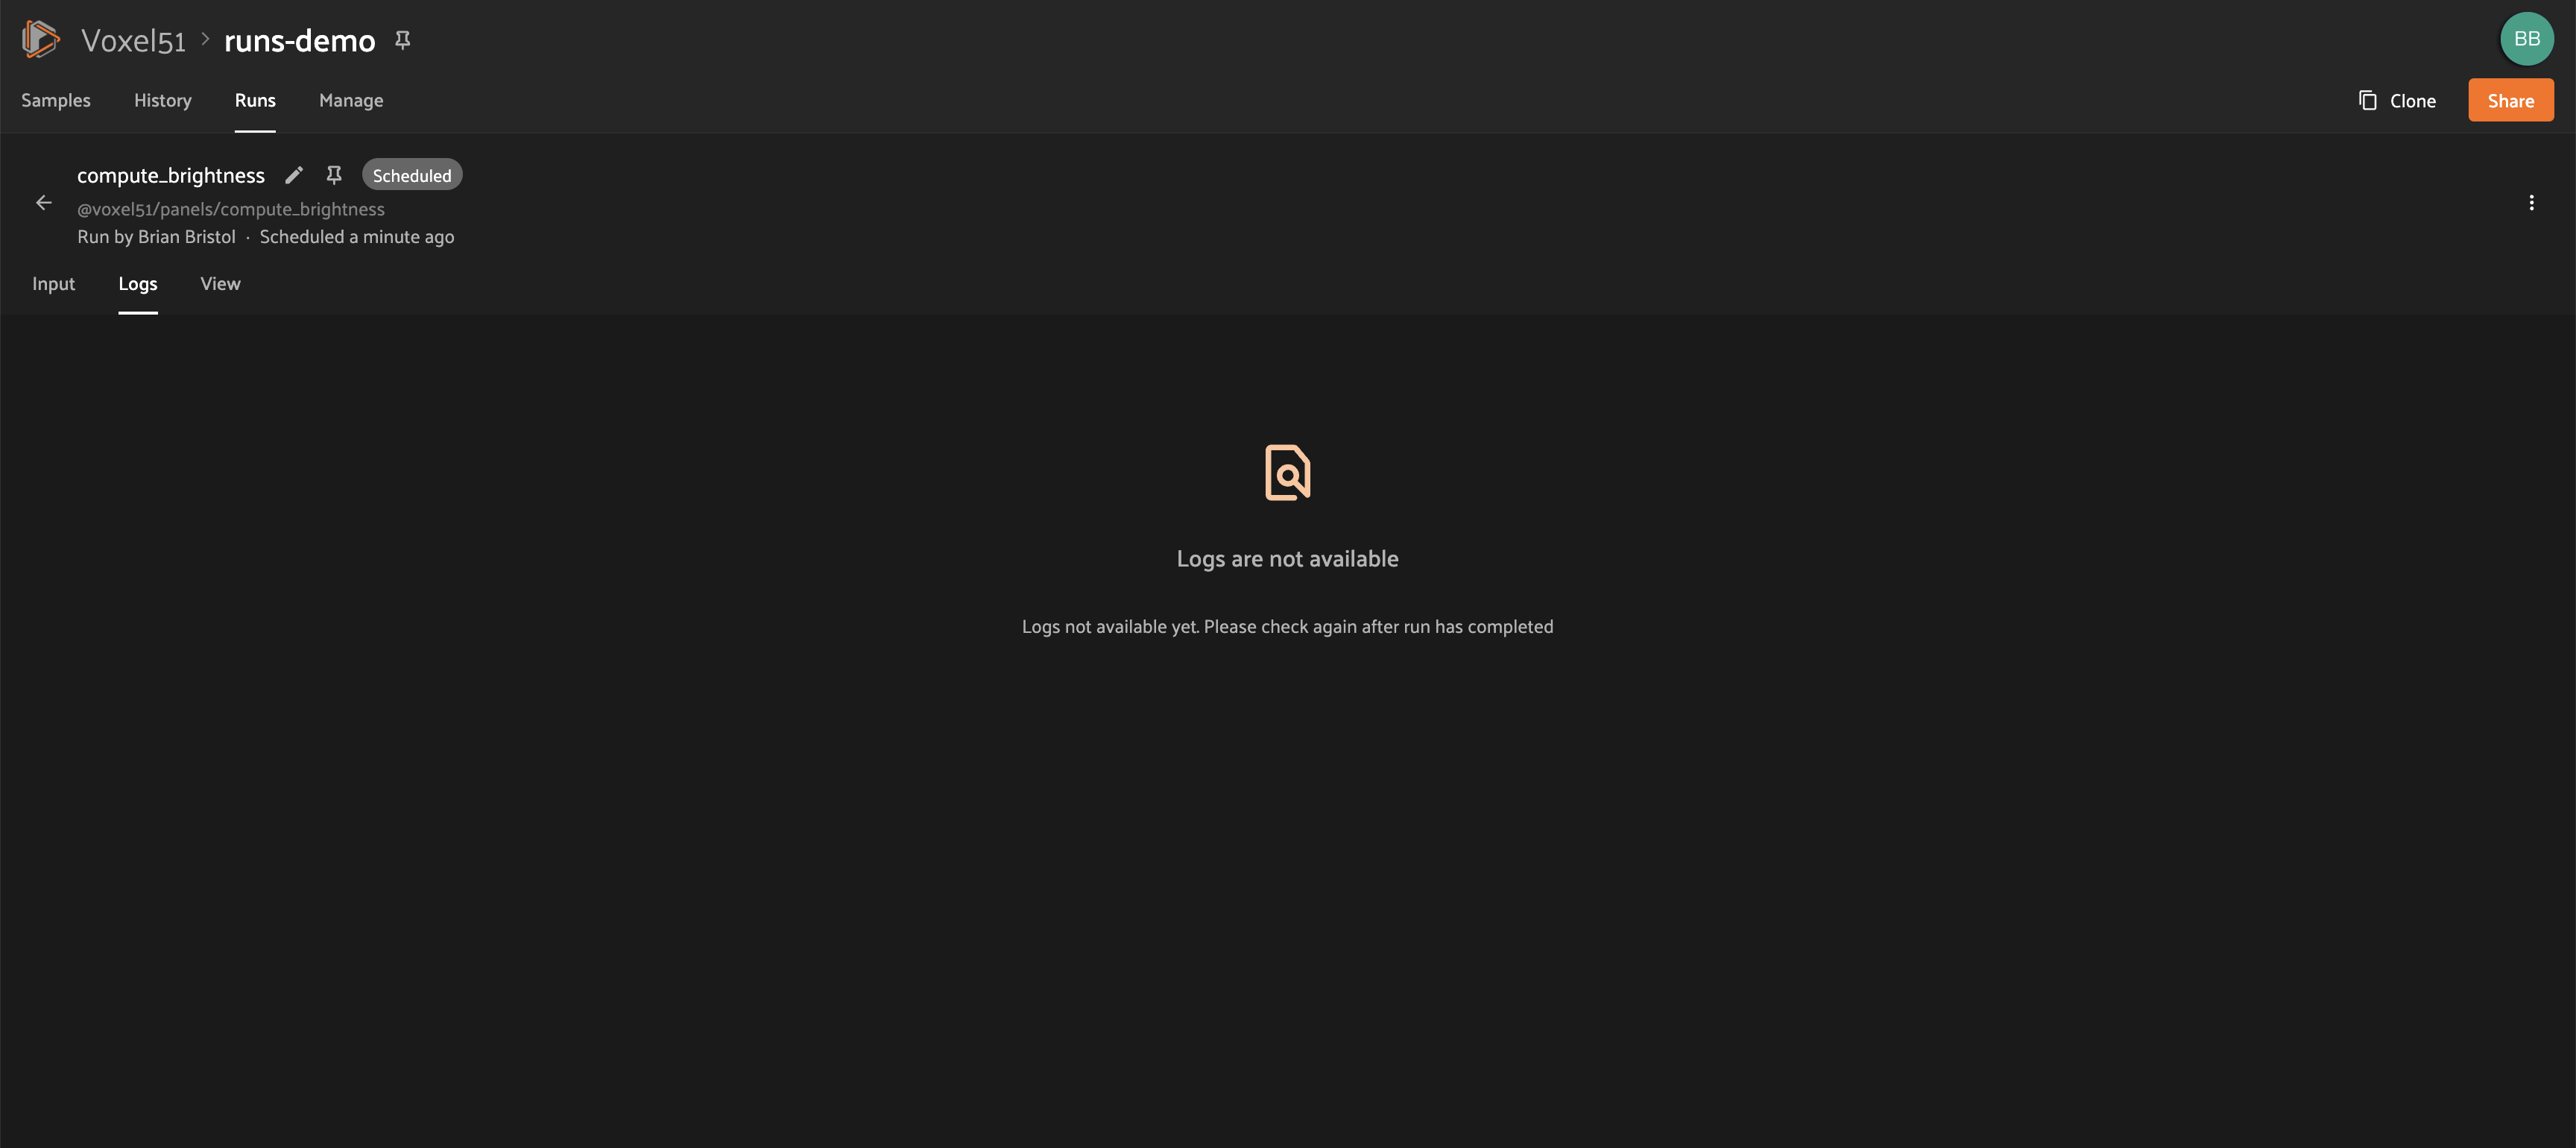 Voxel51 > runs-demo
BB
Samples History Runs Manage
Clone Share
compute_brightness Scheduled
@voxel51/panels/compute_brightness
Run by Brian Bristol · Scheduled a minute ago
Input Logs View
Logs are not available
Logs not available yet. Please check again after run has completed